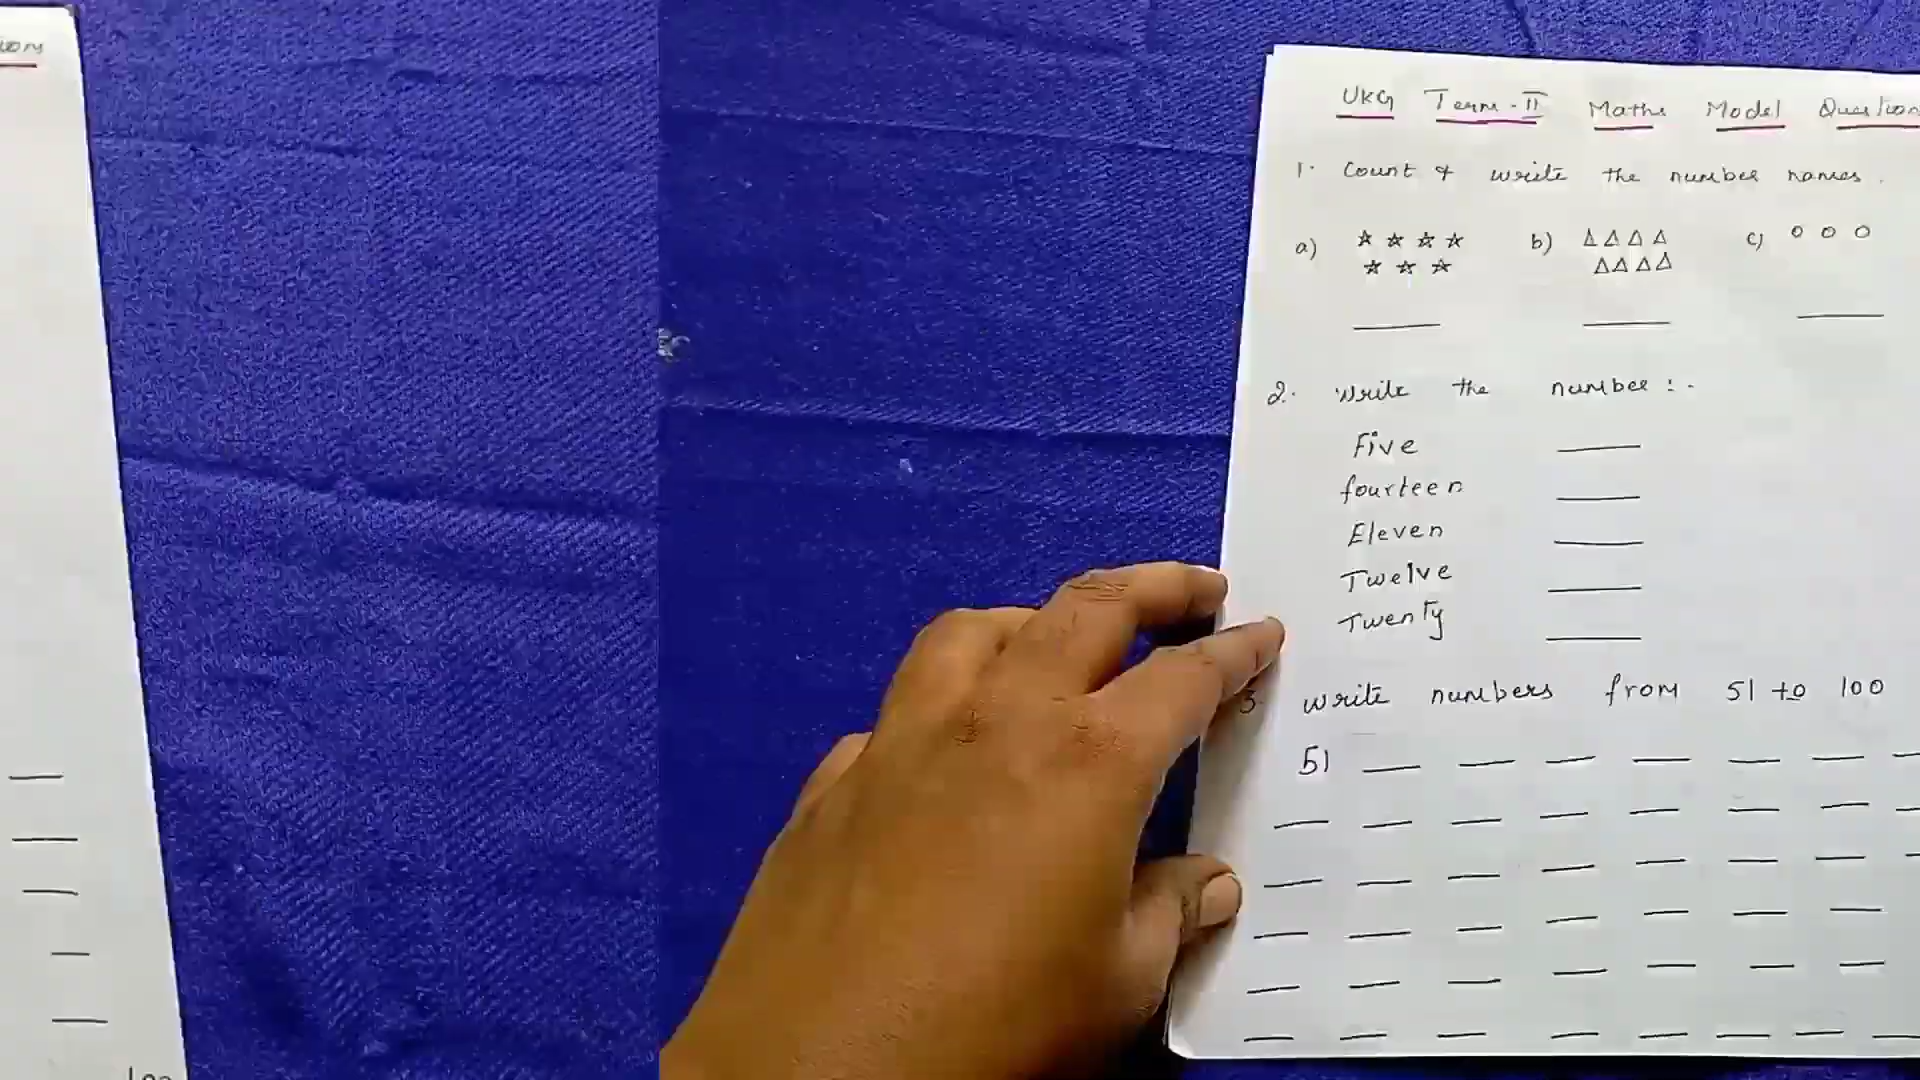 UKG Term-II Maths Model Question
1. Count & write the number names.
a) b) c)
2. Write the number :-
Five
fourteen
Eleven
Twelve
Twenty
3. write numbers from 51 to 100
51